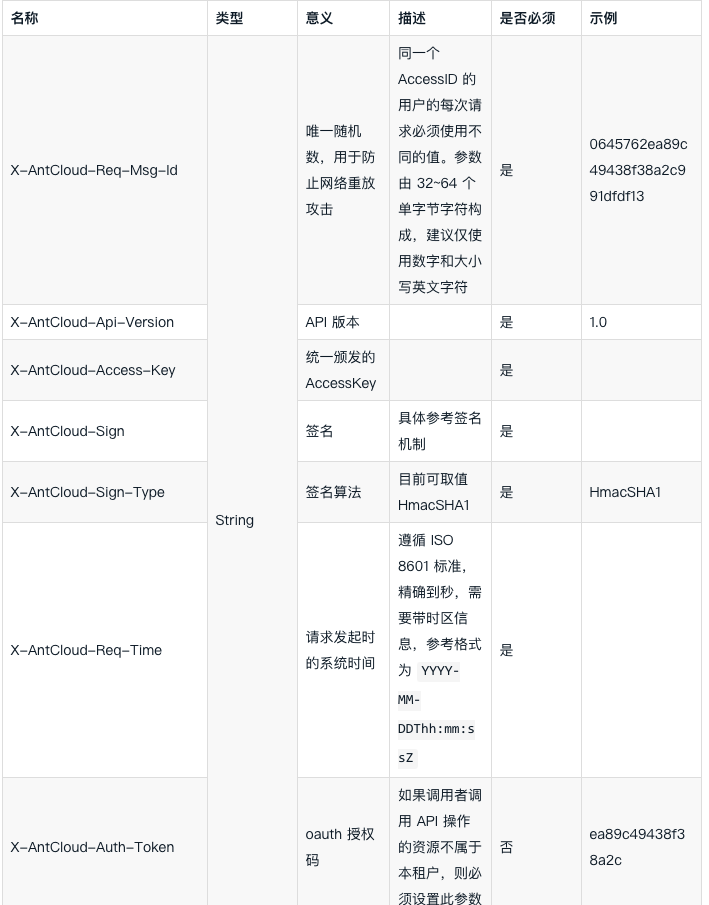 名称 类型 意义 描述 是否必须 示例
X-AntCloud-Req-Msg-Id
String
唯一随机
数，用于防
止网络重放
攻击
同一个
AccessID 的
用户的每次请
求必须使用不
同的值。参数
由 32~64 个
单字节字符构
成，建议仅使
用数字和大小
写英文字符
是
0645762ea89c
49438f38a2c9
91dfdf13
X-AntCloud-Api-Version
API 版本
是
1.0
X-AntCloud-Access-Key
统一颁发的
AccessKey
是
X-AntCloud-Sign
签名
具体参考签名
机制
是
X-AntCloud-Sign-Type
签名算法
目前可取值
HmacSHA1
是
HmacSHA1
X-AntCloud-Req-Time
请求发起时
的系统时间
遵循 ISO
8601 标准，
精确到秒，需
要带时区信
息，参考格式
为 YYYY-
MM-
DDThh:mm:s
sZ
是
X-AntCloud-Auth-Token
oauth 授权
码
如果调用者调
用 API 操作
的资源不属于
本租户，则必
须设置此参数
否
ea89c49438f3
8a2c